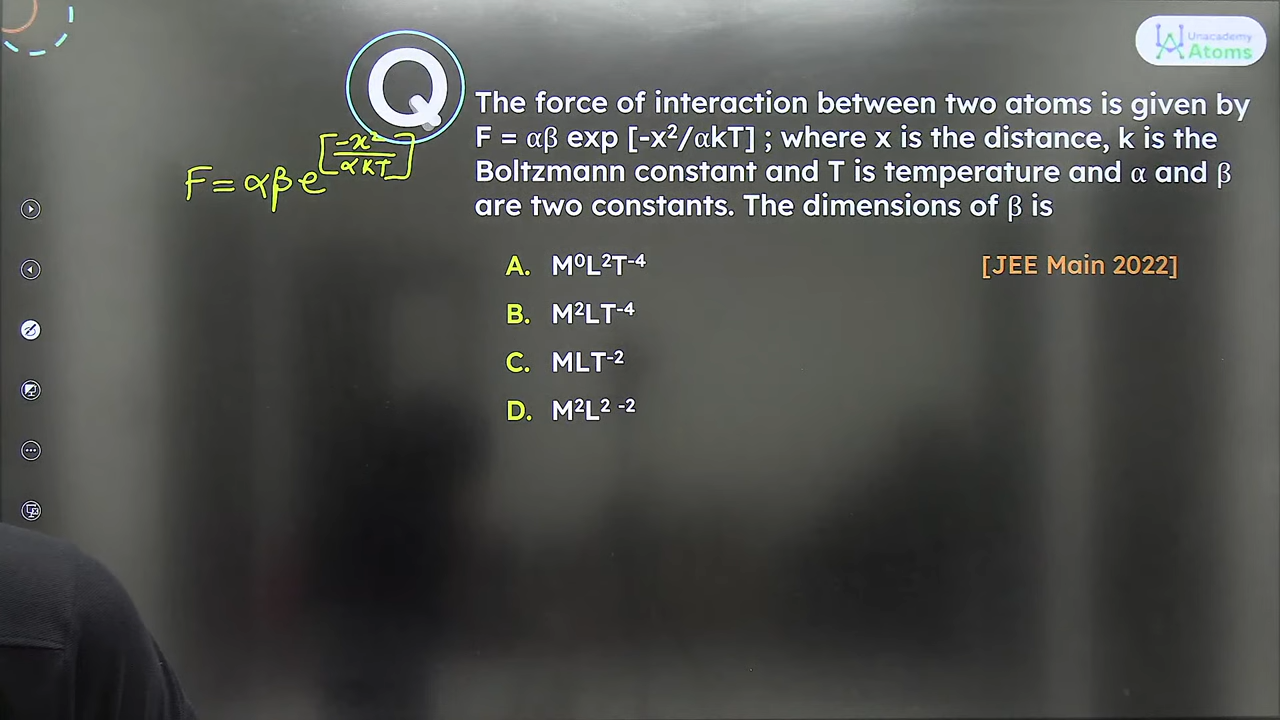 Unacademy
Atoms
Q
The force of interaction between two atoms is given by
F = αβ exp [-x²/αkT] ; where x is the distance, k is the
Boltzmann constant and T is temperature and α and β
are two constants. The dimensions of β is
F = αβ e^[-x²/αkT]
A. M⁰L²T⁻⁴
[JEE Main 2022]
B. M²LT⁻⁴
C. MLT⁻²
D. M²L² ⁻²